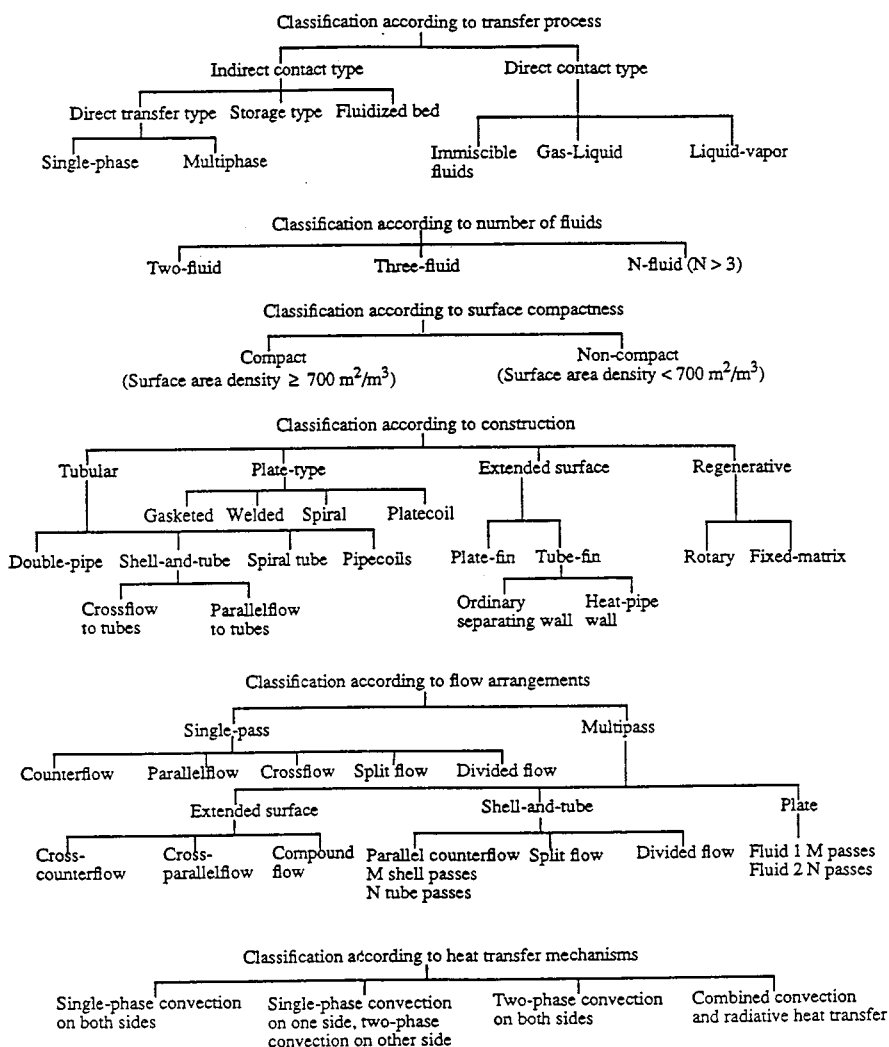 Classification according to transfer process
Indirect contact type
Direct contact type
Direct transfer type
Storage type
Fluidized bed
Single-phase
Multiphase
Immiscible
fluids
Gas-Liquid
Liquid-vapor
Classification according to number of fluids
Two-fluid
Three-fluid
N-fluid (N > 3)
Classification according to surface compactness
Compact
(Surface area density ≥ 700 m²/m³)
Non-compact
(Surface area density < 700 m²/m³)
Classification according to construction
Tubular
Plate-type
Extended surface
Regenerative
Gasketed
Welded
Spiral
Platecoil
Double-pipe
Shell-and-tube
Spiral tube
Pipecoils
Plate-fin
Tube-fin
Rotary
Fixed-matrix
Crossflow
to tubes
Parallelflow
to tubes
Ordinary
separating wall
Heat-pipe
wall
Classification according to flow arrangements
Single-pass
Multipass
Counterflow
Parallelflow
Crossflow
Split flow
Divided flow
Extended surface
Shell-and-tube
Plate
Cross-
counterflow
Cross-
parallelflow
Compound
flow
Parallel counterflow
M shell passes
N tube passes
Split flow
Divided flow
Fluid 1 M passes
Fluid 2 N passes
Classification according to heat transfer mechanisms
Single-phase convection
on both sides
Single-phase convection
on one side, two-phase
convection on other side
Two-phase convection
on both sides
Combined convection
and radiative heat transfer